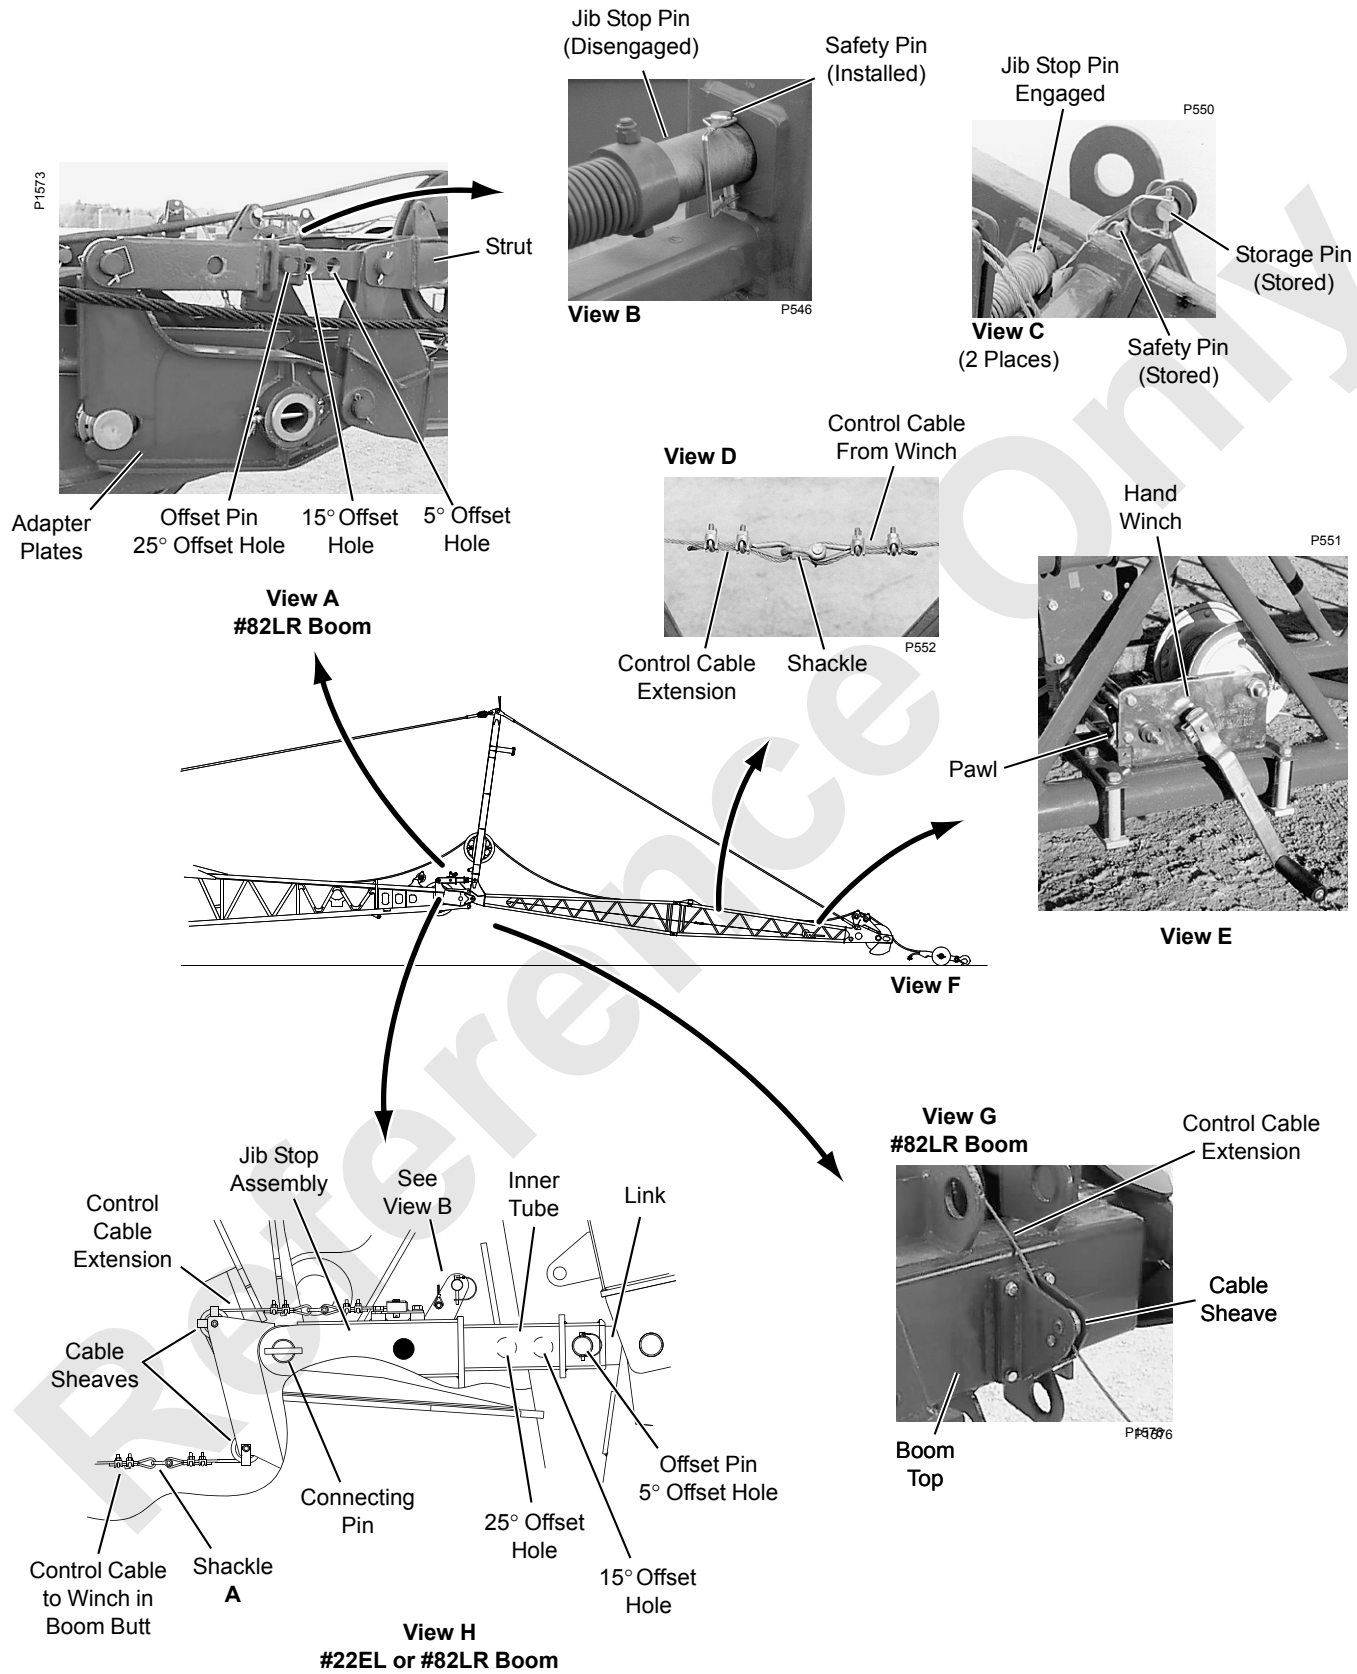 Jib Stop Pin
(Disengaged)
Safety Pin
(Installed)
Jib Stop Pin
Engaged
P550
P1573
Strut
Storage Pin
(Stored)
View B
P546
View C
(2 Places)
Safety Pin
(Stored)
Adapter
Plates
Offset Pin
25° Offset Hole
15° Offset
Hole
5° Offset
Hole
View A
#82LR Boom
View D
Control Cable
From Winch
P552
Control Cable
Extension
Shackle
Hand
Winch
P551
Pawl
View E
View F
View G
#82LR Boom
Control Cable
Extension
Cable
Sheave
Boom
Top
P1576
Jib Stop
Assembly
See
View B
Inner
Tube
Link
Control
Cable
Extension
Cable
Sheaves
Connecting
Pin
Offset Pin
5° Offset Hole
25° Offset
Hole
15° Offset
Hole
Control Cable
to Winch in
Boom Butt
Shackle
A
View H
#22EL or #82LR Boom
Reference Only